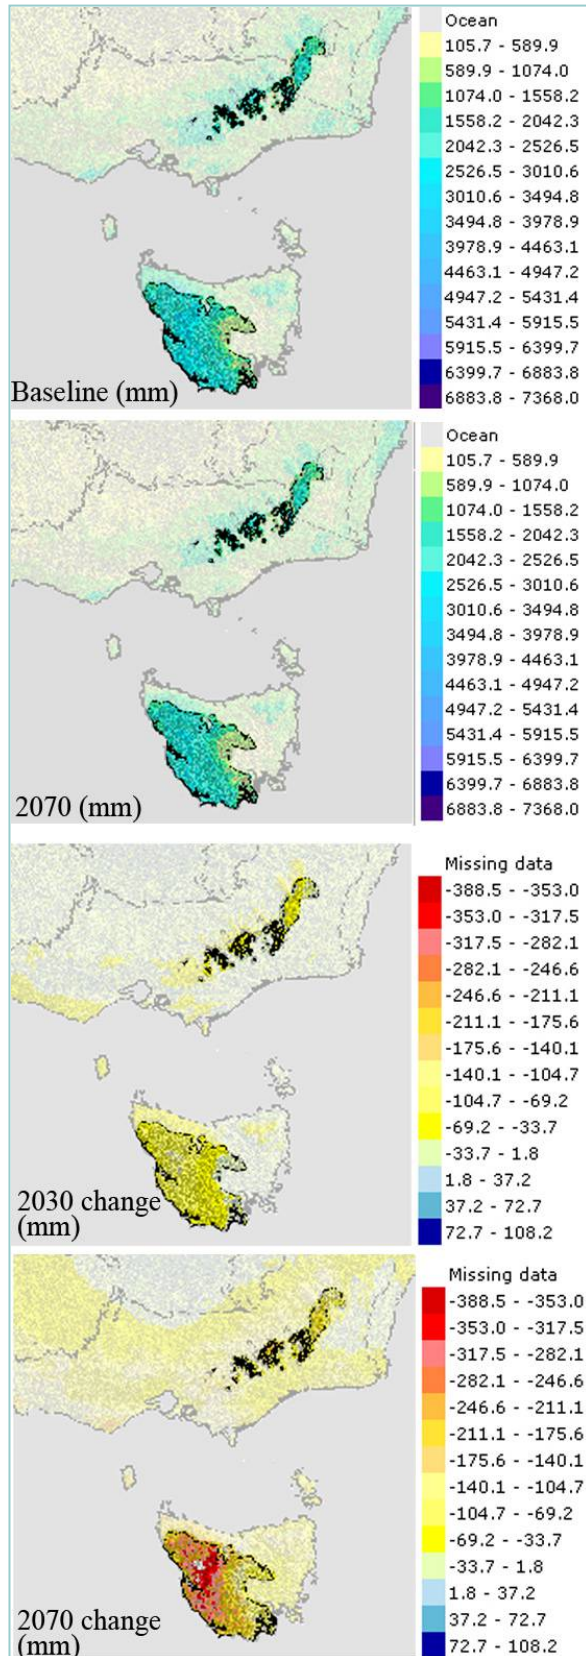 Ocean
105.7 - 589.9
589.9 - 1074.0
1074.0 - 1558.2
1558.2 - 2042.3
2042.3 - 2526.5
2526.5 - 3010.6
3010.6 - 3494.8
3494.8 - 3978.9
3978.9 - 4463.1
4463.1 - 4947.2
4947.2 - 5431.4
5431.4 - 5915.5
5915.5 - 6399.7
6399.7 - 6883.8
6883.8 - 7368.0
Baseline (mm)
Ocean
105.7 - 589.9
589.9 - 1074.0
1074.0 - 1558.2
1558.2 - 2042.3
2042.3 - 2526.5
2526.5 - 3010.6
3010.6 - 3494.8
3494.8 - 3978.9
3978.9 - 4463.1
4463.1 - 4947.2
4947.2 - 5431.4
5431.4 - 5915.5
5915.5 - 6399.7
6399.7 - 6883.8
6883.8 - 7368.0
2070 (mm)
Missing data
-388.5 - -353.0
-353.0 - -317.5
-317.5 - -282.1
-282.1 - -246.6
-246.6 - -211.1
-211.1 - -175.6
-175.6 - -140.1
-140.1 - -104.7
-104.7 - -69.2
-69.2 - -33.7
-33.7 - 1.8
1.8 - 37.2
37.2 - 72.7
72.7 - 108.2
2030 change
(mm)
Missing data
-388.5 - -353.0
-353.0 - -317.5
-317.5 - -282.1
-282.1 - -246.6
-246.6 - -211.1
-211.1 - -175.6
-175.6 - -140.1
-140.1 - -104.7
-104.7 - -69.2
-69.2 - -33.7
-33.7 - 1.8
1.8 - 37.2
37.2 - 72.7
72.7 - 108.2
2070 change
(mm)